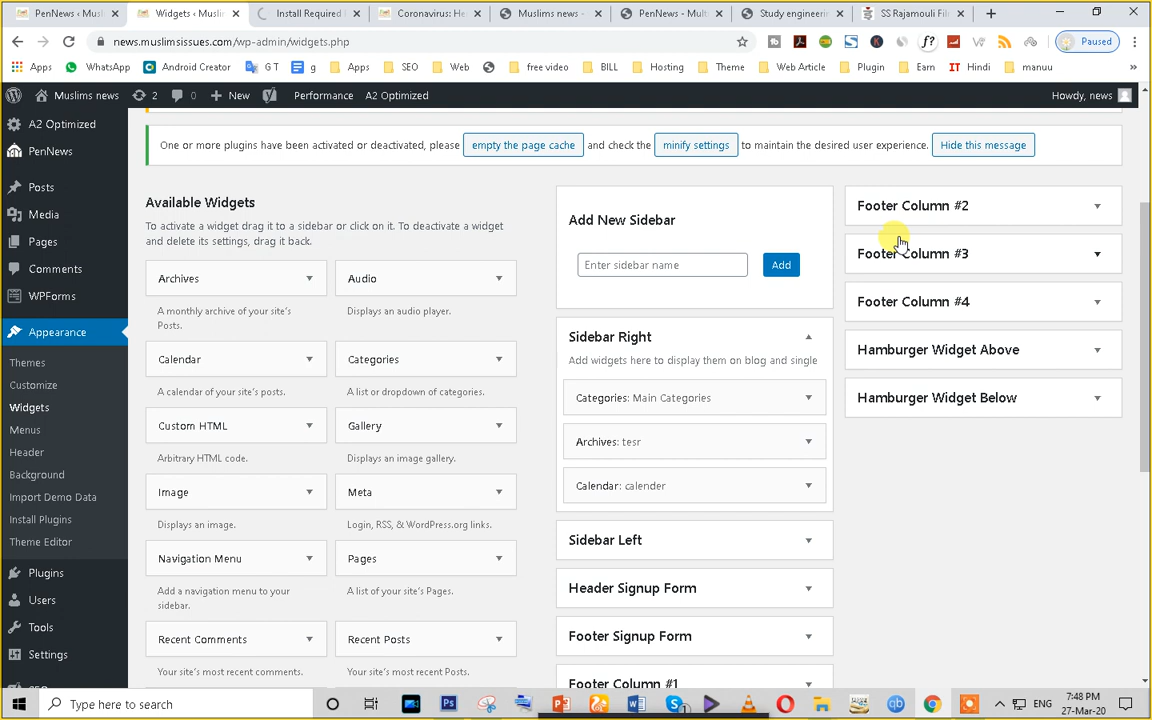 PenNews ‹ Musli
Widgets ‹ Muslim
Install Required
Coronavirus: He
Muslims news -
PenNews - Mult
Study engineeri
SS Rajamouli Fil
news.muslimsissues.com/wp-admin/widgets.php
Paused
Apps
WhatsApp
Android Creator
G T
g
Apps
SEO
Web
free video
BILL
Hosting
Theme
Web Article
Plugin
Earn
IT Hindi
manuu
Muslims news
2
0
New
Performance
A2 Optimized
Howdy, news
A2 Optimized
PenNews
Posts
Media
Pages
Comments
WPForms
Appearance
Themes
Customize
Widgets
Menus
Header
Background
Import Demo Data
Install Plugins
Theme Editor
Plugins
Users
Tools
Settings
One or more plugins have been activated or deactivated, please empty the page cache and check the minify settings to maintain the desired user experience. Hide this message
Available Widgets
To activate a widget drag it to a sidebar or click on it. To deactivate a widget
and delete its settings, drag it back.
Archives
A monthly archive of your site's
Posts.
Audio
Displays an audio player.
Calendar
A calendar of your site's posts.
Categories
A list or dropdown of categories.
Custom HTML
Arbitrary HTML code.
Gallery
Displays an image gallery.
Image
Displays an image.
Meta
Login, RSS, & WordPress.org links.
Navigation Menu
Add a navigation menu to your
sidebar.
Pages
A list of your site's Pages.
Recent Comments
Your site's most recent comments.
Recent Posts
Your site's most recent Posts.
Add New Sidebar
Enter sidebar name
Add
Sidebar Right
Add widgets here to display them on blog and single
Categories: Main Categories
Archives: tesr
Calendar: calender
Sidebar Left
Header Signup Form
Footer Signup Form
Footer Column #1
Footer Column #2
Footer Column #3
Footer Column #4
Hamburger Widget Above
Hamburger Widget Below
Type here to search
ENG
7:48 PM
27-Mar-20